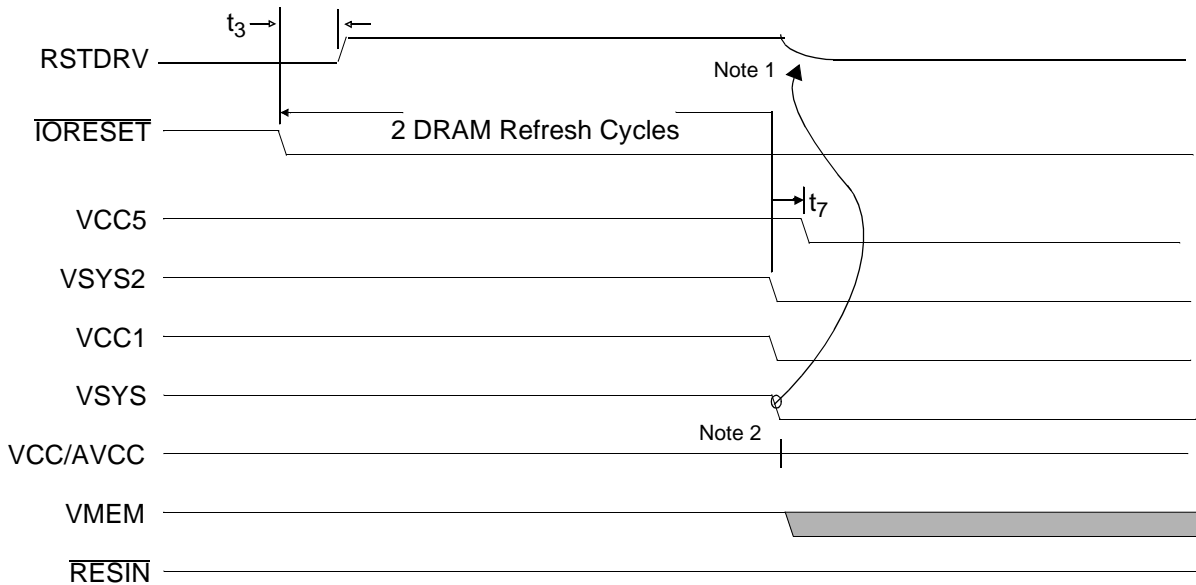 t3
RSTDRV
Note 1
IORESET
2 DRAM Refresh Cycles
VCC5
t7
VSYS2
VCC1
VSYS
Note 2
VCC/AVCC
VMEM
RESIN